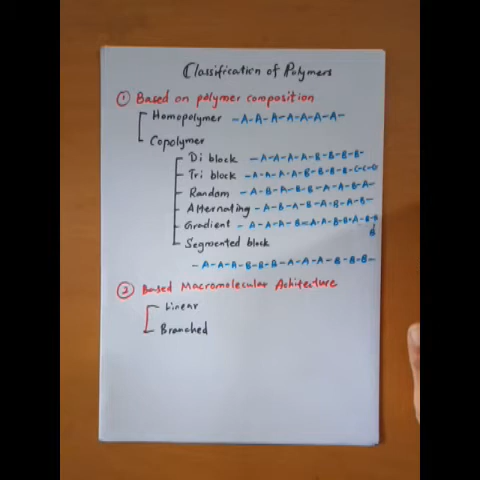 Classification of Polymers
① Based on polymer composition
Homopolymer -A-A-A-A-A-A-A-
Copolymer
Di block -A-A-A-A-B-B-B-B-
Tri block -A-A-A-A-B-B-B-B-C-C-C
Random -A-B-A-B-B-A-A-B-A-
Alternating -A-B-A-B-A-B-A-B-
Gradient -A-A-A-B-A-A-B-B-A-B-B
B
Segmented block
-A-A-A-B-B-B-A-A-A-B-B-B-
② Based Macromolecular Achitecture
Linear
Branched